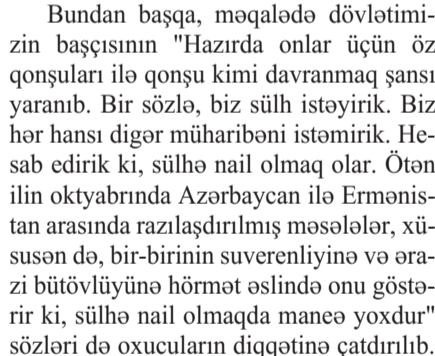 Bundan başqa, məqalədə dövlətimi-
zin başçısının "Hazırda onlar üçün öz
qonşuları ilə qonşu kimi davranmaq şansı
yaranıb. Bir sözlə, biz sülh istəyirik. Biz
hər hansı digər müharibəni istəmirik. He-
sab edirik ki, sülhə nail olmaq olar. Ötən
ilin oktyabrında Azərbaycan ilə Ermənis-
tan arasında razılaşdırılmış məsələlər, xü-
susən də, bir-birinin suverenliyinə və əra-
zi bütövlüyünə hörmət əslində onu göstə-
rir ki, sülhə nail olmaqda maneə yoxdur"
sözləri də oxucuların diqqətinə çatdırılıb.